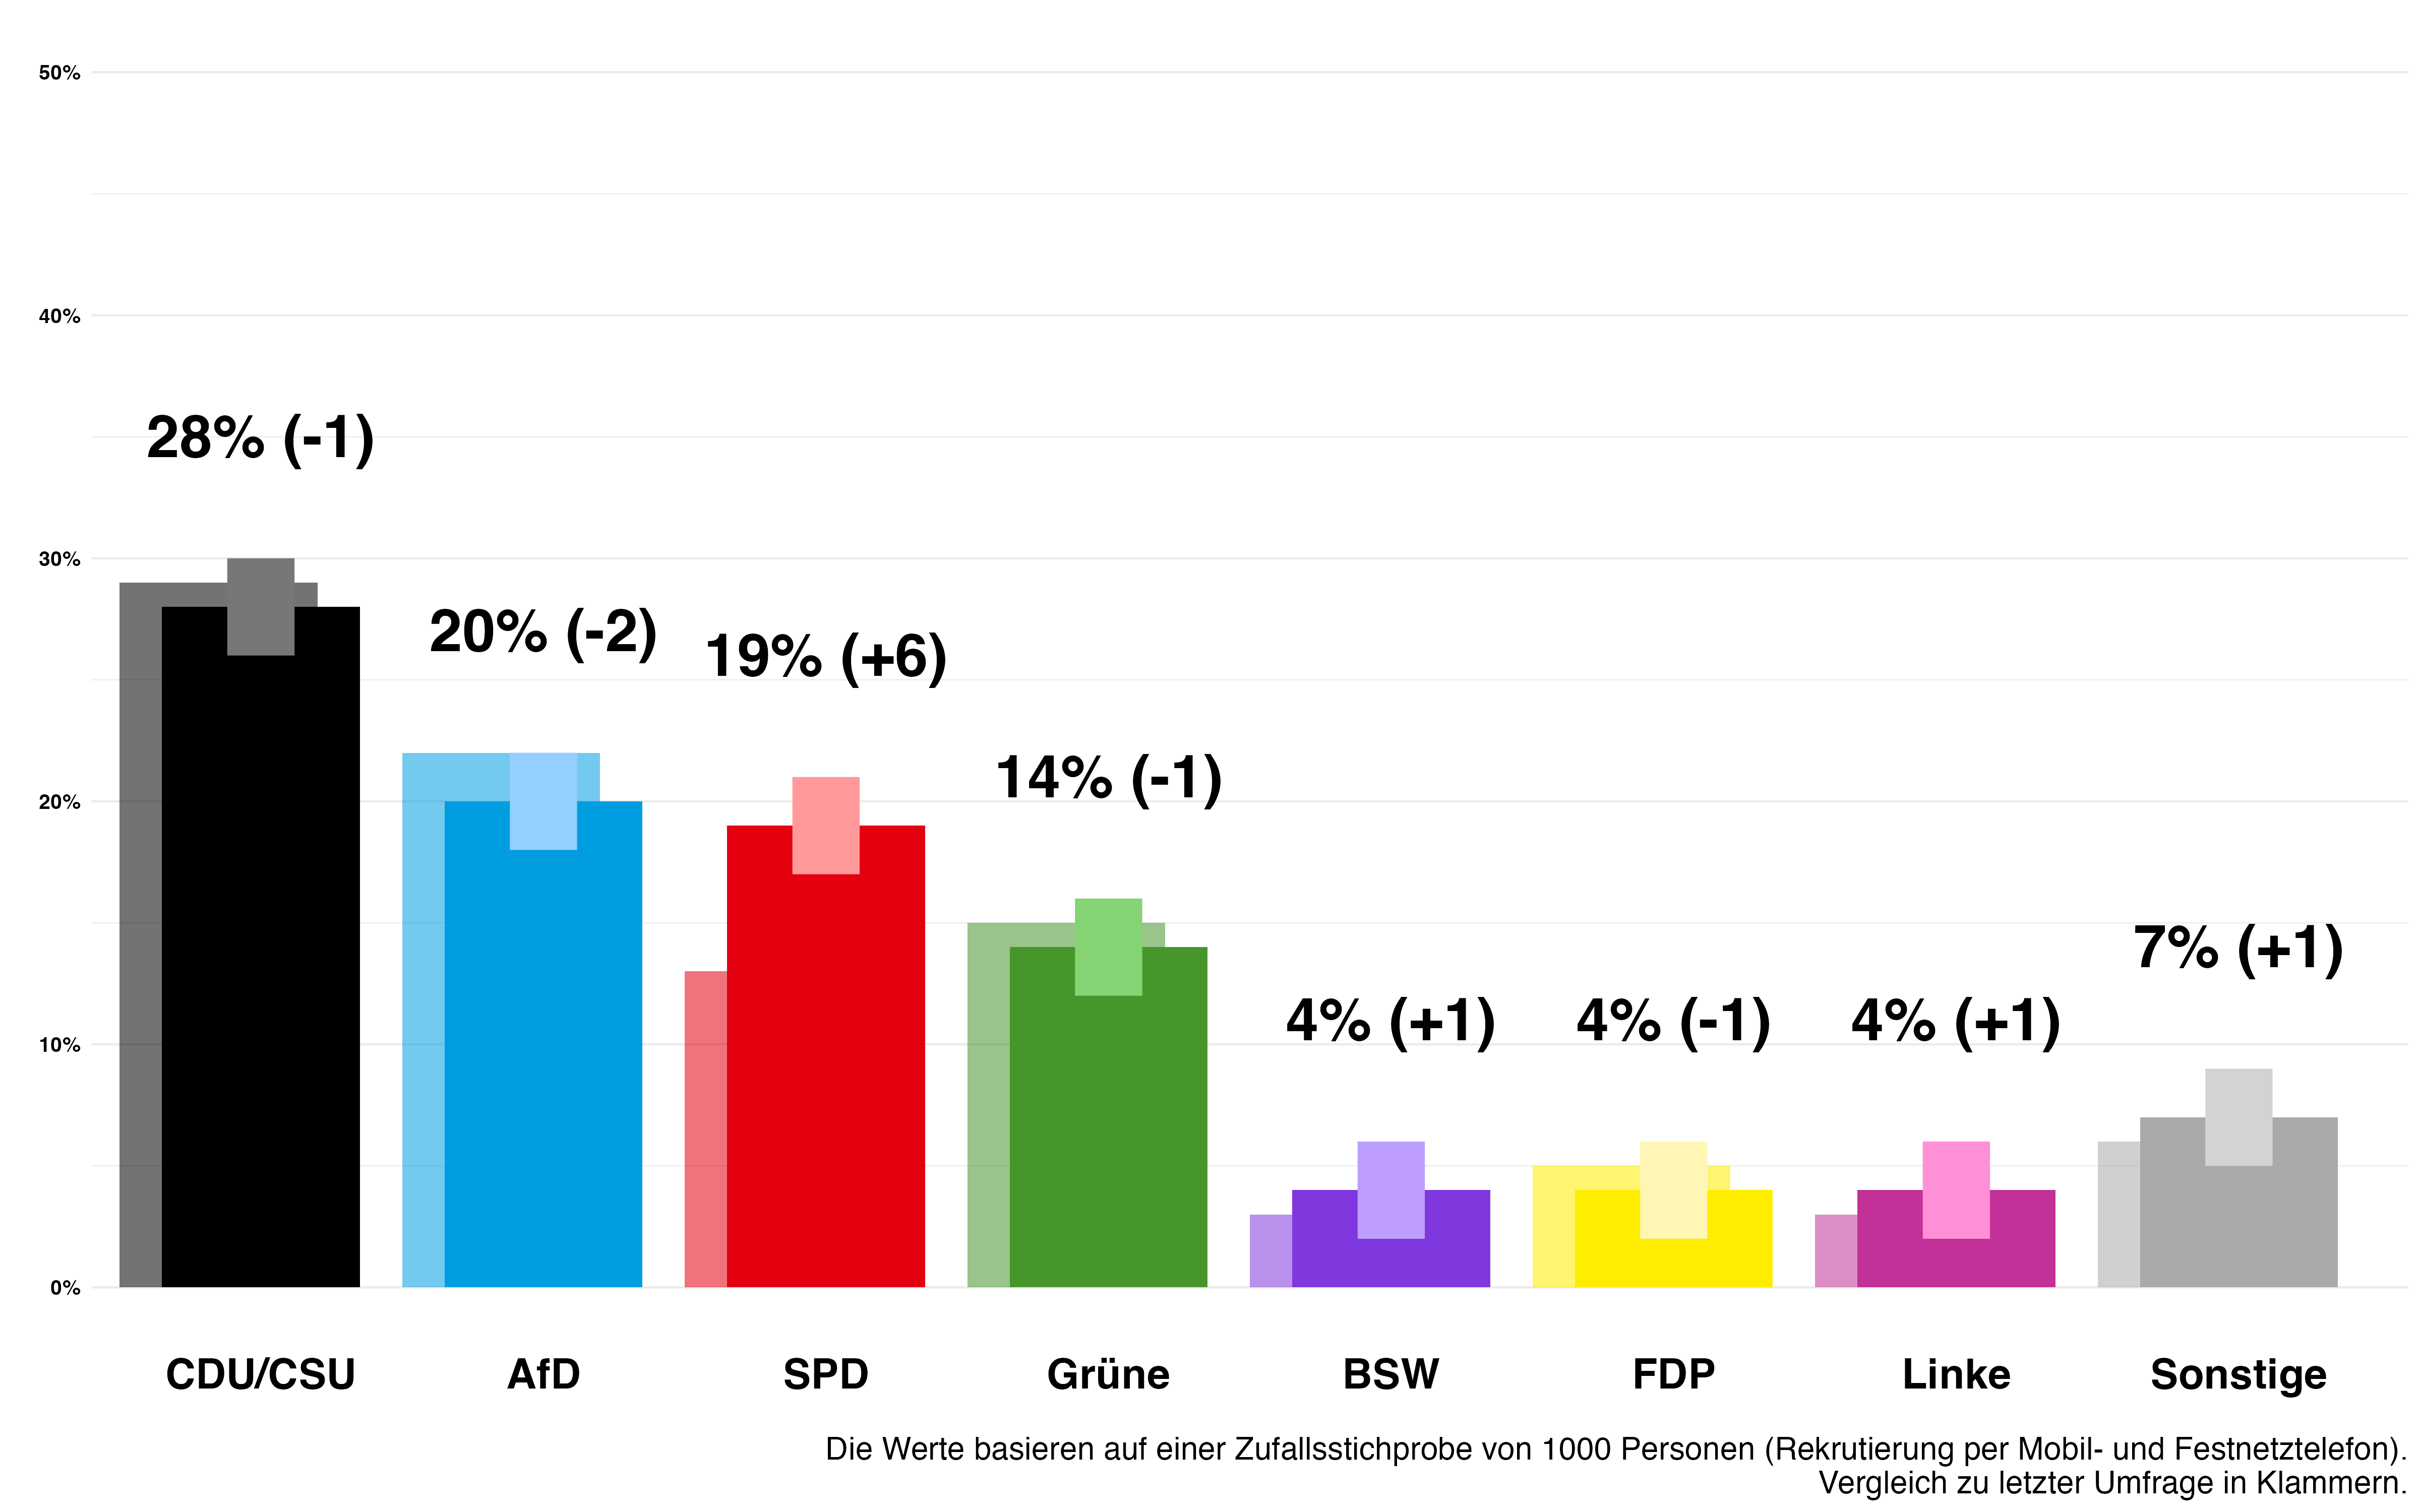 50%
40%
30%
20%
10%
0%
28% (-1)
20% (-2)
19% (+6)
14% (-1)
4% (+1)
4% (-1)
4% (+1)
7% (+1)
CDU/CSU
AfD
SPD
Grüne
BSW
FDP
Linke
Sonstige
Die Werte basieren auf einer Zufallsstichprobe von 1000 Personen (Rekrutierung per Mobil- und Festnetztelefon).
Vergleich zu letzter Umfrage in Klammern.